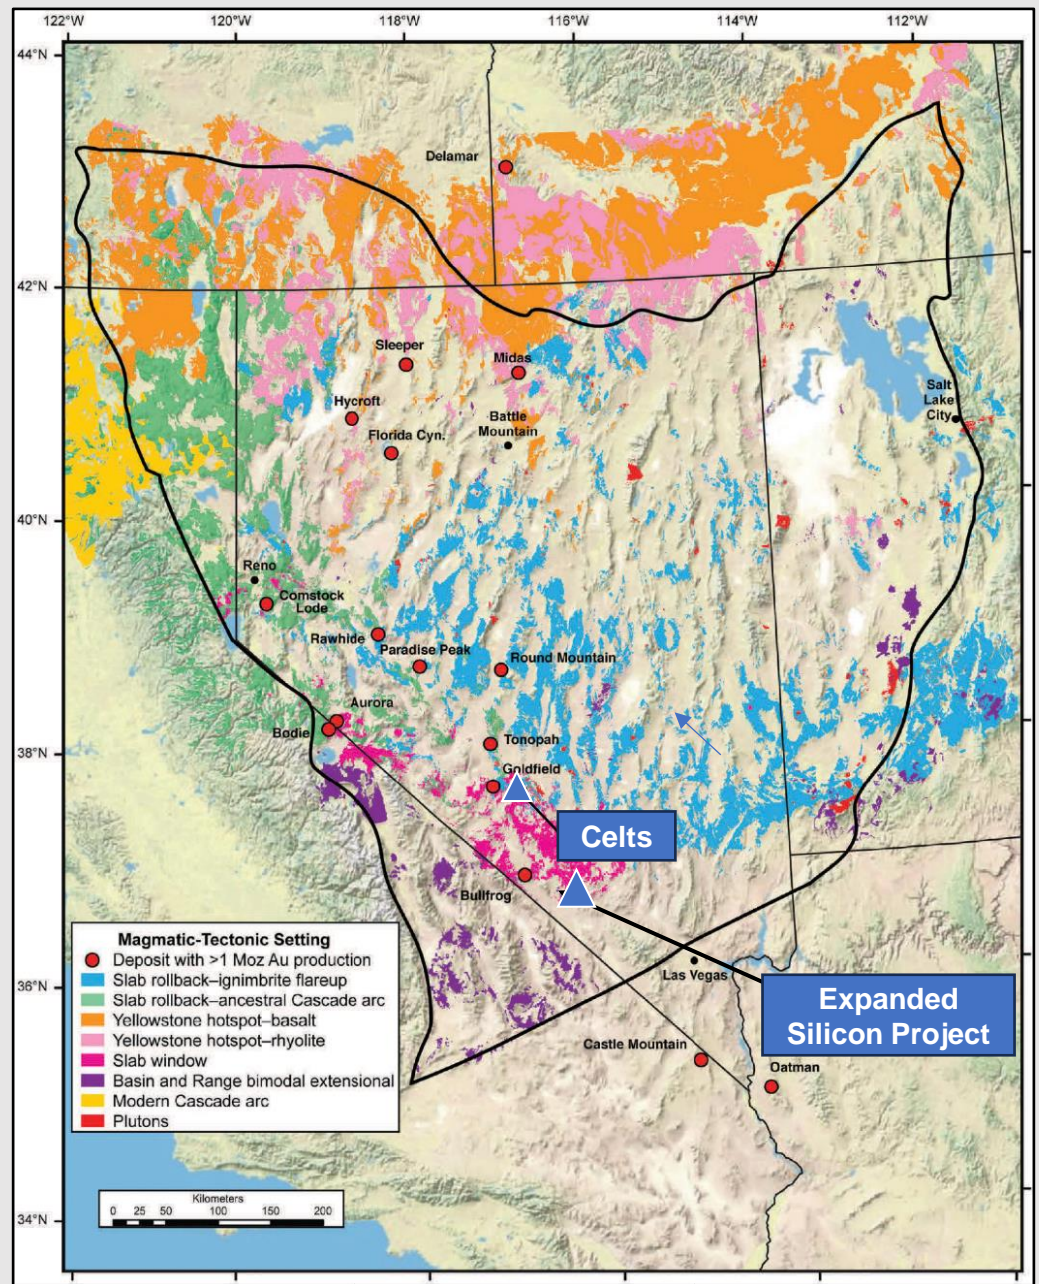 122°W
120°W
118°W
116°W
114°W
112°W
44°N
Delamar
42°N
Sleeper
Midas
Hycroft
Battle
Mountain
Salt
Lake
City
Florida Cyn.
40°N
Reno
Comstock
Lode
Rawhide
Paradise Peak
Round Mountain
Aurora
Bodie
38°N
Tonopah
Goldfield
Celts
Bullfrog
Las Vegas
36°N
Expanded
Silicon Project
Castle Mountain
Oatman
Magmatic-Tectonic Setting
Deposit with >1 Moz Au production
Slab rollback–ignimbrite flareup
Slab rollback–ancestral Cascade arc
Yellowstone hotspot–basalt
Yellowstone hotspot–rhyolite
Slab window
Basin and Range bimodal extensional
Modern Cascade arc
Plutons
Kilometers
0 25 50 100 150 200
34°N